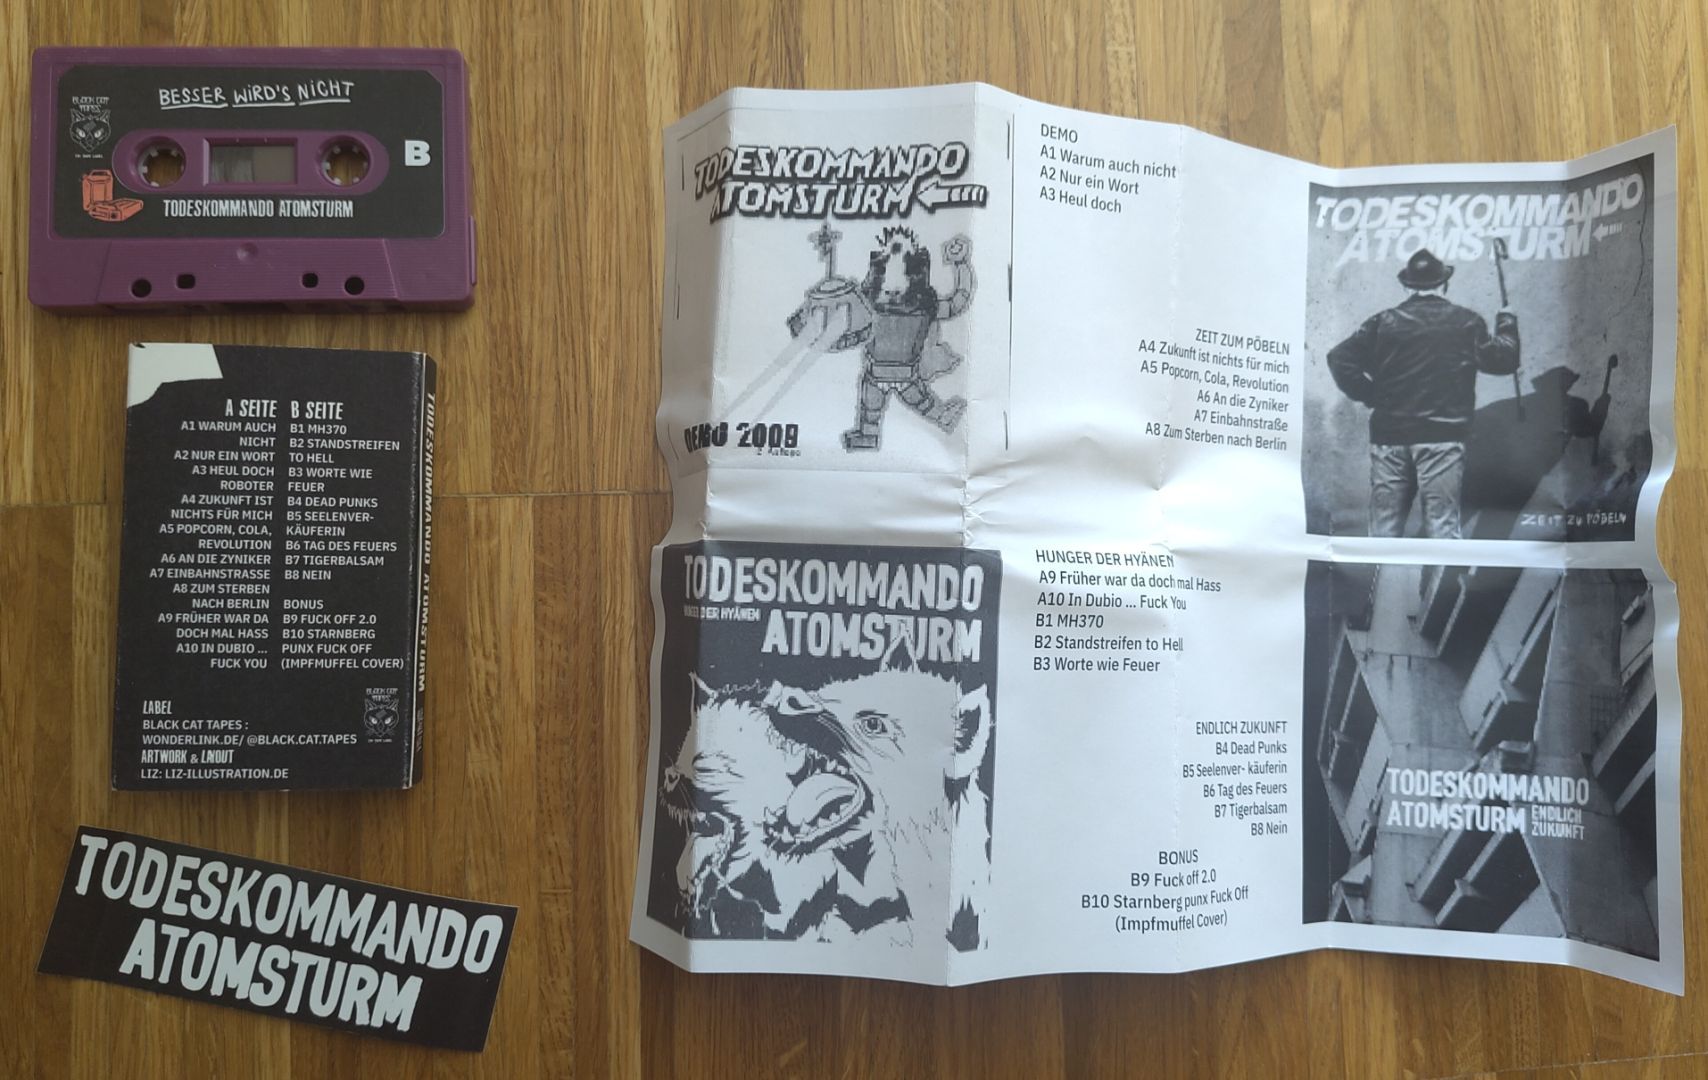 BLACK CAT
TAPES
BESSER WIRD'S NICHT
B
TODESKOMMANDO ATOMSTURM
A SEITE
A1 WARUM AUCH
NICHT
A2 NUR EIN WORT
A3 HEUL DOCH
ROBOTER
A4 ZUKUNFT IST
NICHTS FÜR MICH
A5 POPCORN, COLA,
REVOLUTION
A6 AN DIE ZYNIKER
A7 EINBAHNSTRASSE
A8 ZUM STERBEN
NACH BERLIN
A9 FRÜHER WAR DA
DOCH MAL HASS
A10 IN DUBIO ...
FUCK YOU
B SEITE
B1 MH370
B2 STANDSTREIFEN
TO HELL
B3 WORTE WIE
FEUER
B4 DEAD PUNKS
B5 SEELENVER-
KÄUFERIN
B6 TAG DES FEUERS
B7 TIGERBALSAM
B8 NEIN
BONUS
B9 FUCK OFF 2.0
B10 STARNBERG
PUNX FUCK OFF
(IMPFMUFFEL COVER)
LABEL
BLACK CAT TAPES :
WONDERLINK.DE/ @BLACK.CAT.TAPES
ARTWORK & LAYOUT
LIZ: LIZ-ILLUSTRATION.DE
BLACK CAT
TAPES
TODESKOMMANDO ATOMSTURM
TODESKOMMANDO
ATOMSTURM
TODESKOMMANDO
ATOMSTURM
DEMO 2009
2. Auflage
DEMO
A1 Warum auch nicht
A2 Nur ein Wort
A3 Heul doch
ZEIT ZUM PÖBELN
A4 Zukunft ist nichts für mich
A5 Popcorn, Cola, Revolution
A6 An die Zyniker
A7 Einbahnstraße
A8 Zum Sterben nach Berlin
TODESKOMMANDO
ATOMSTURM
ZEIT ZU PÖBELN
TODESKOMMANDO
HUNGER DER HYÄNEN
ATOMSTURM
HUNGER DER HYÄNEN
A9 Früher war da doch mal Hass
A10 In Dubio ... Fuck You
B1 MH370
B2 Standstreifen to Hell
B3 Worte wie Feuer
ENDLICH ZUKUNFT
B4 Dead Punks
B5 Seelenver- käuferin
B6 Tag des Feuers
B7 Tigerbalsam
B8 Nein
BONUS
B9 Fuck off 2.0
B10 Starnberg punx Fuck Off
(Impfmuffel Cover)
TODESKOMMANDO
ATOMSTURM ENDLICH
ZUKUNFT